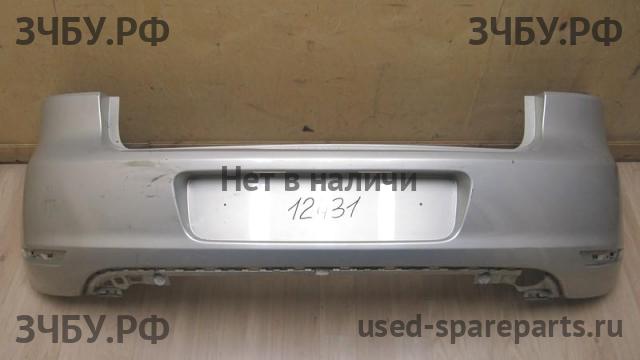 ЗЧБУ.РФ ЗЧБУ.РФ
Нет в наличи
12431
ЗЧБУ.РФ used-spareparts.ru